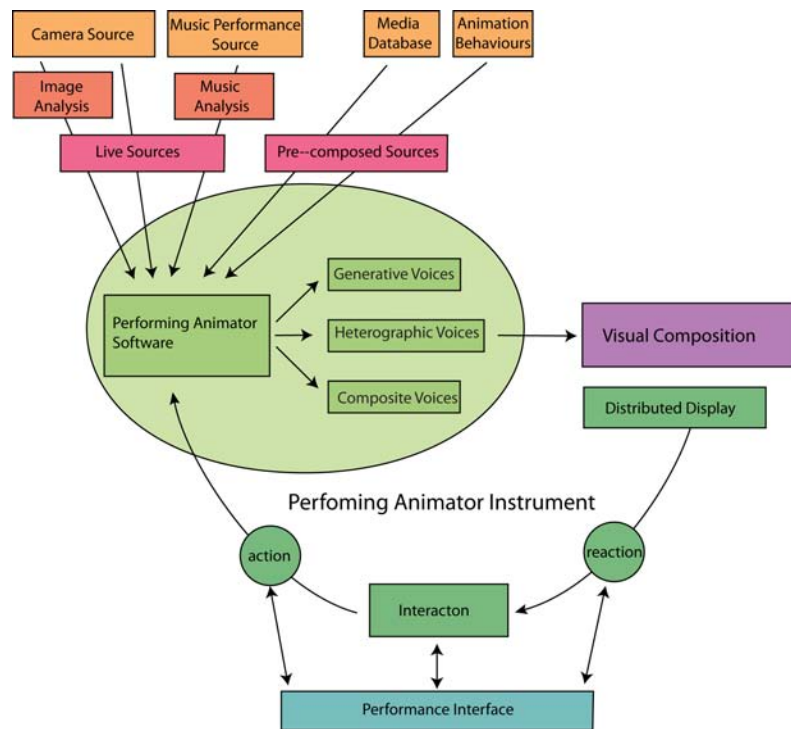 Camera Source
Music Performance
Source
Media
Database
Animation
Behaviours
Image
Analysis
Music
Analysis
Live Sources
Pre--composed Sources
Generative Voices
Performing Animator
Software
Heterographic Voices
Composite Voices
Visual Composition
Distributed Display
Perfoming Animator Instrument
action
reaction
Interacton
Performance Interface